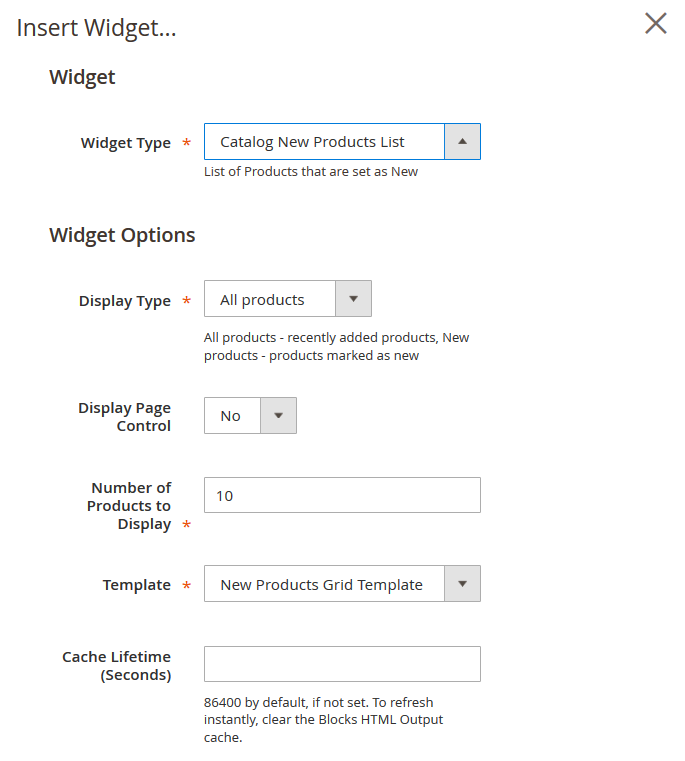 Insert Widget...
Widget
Widget Type *
Catalog New Products List
List of Products that are set as New
Widget Options
Display Type *
All products
All products - recently added products, New
products - products marked as new
Display Page
Control
No
Number of
Products to
Display *
10
Template *
New Products Grid Template
Cache Lifetime
(Seconds)
86400 by default, if not set. To refresh
instantly, clear the Blocks HTML Output
cache.